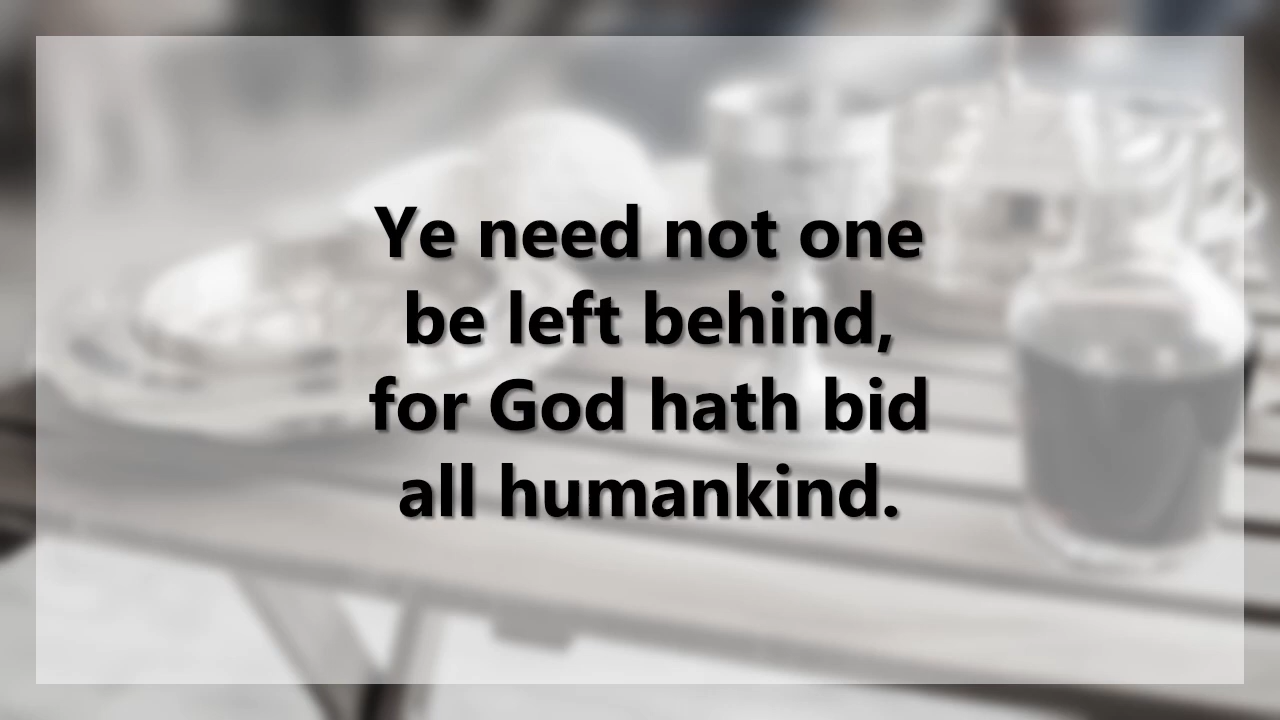 Ye need not one
be left behind,
for God hath bid
all humankind.